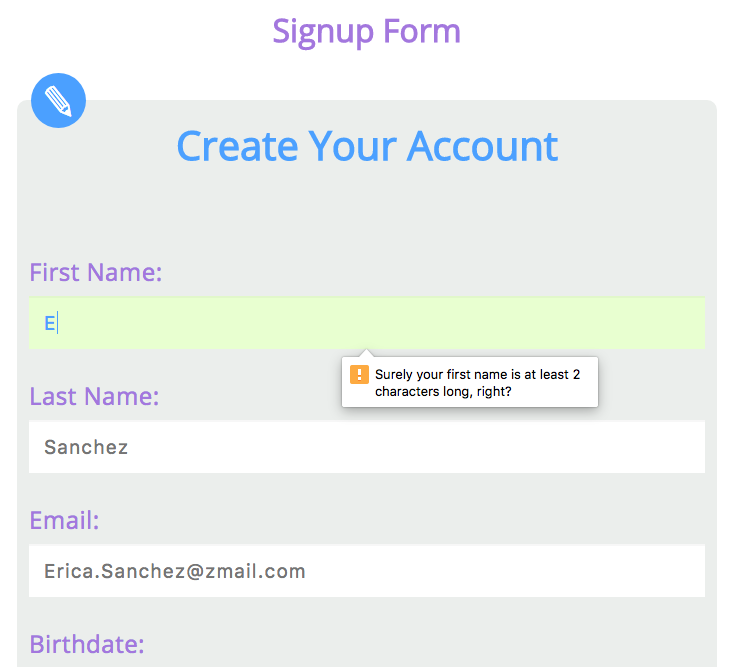 Signup Form
Create Your Account
First Name:
E
Surely your first name is at least 2
characters long, right?
Last Name:
Sanchez
Email:
Erica.Sanchez@zmail.com
Birthdate: